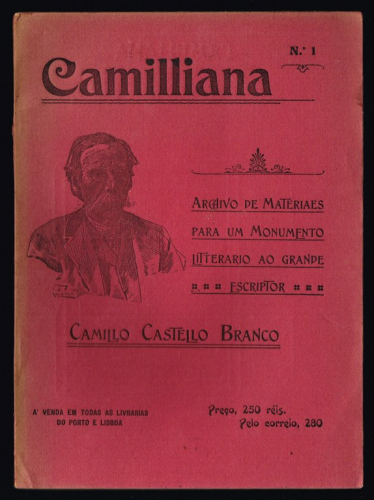 N.º 1
Camilliana
Archivo de Materiaes
para um Monumento
litterario ao grande
escriptor
Camillo Castello Branco
A' VENDA EM TODAS AS LIVRARIAS
DO PORTO E LISBOA
Preço, 250 réis.
Pelo correio, 280